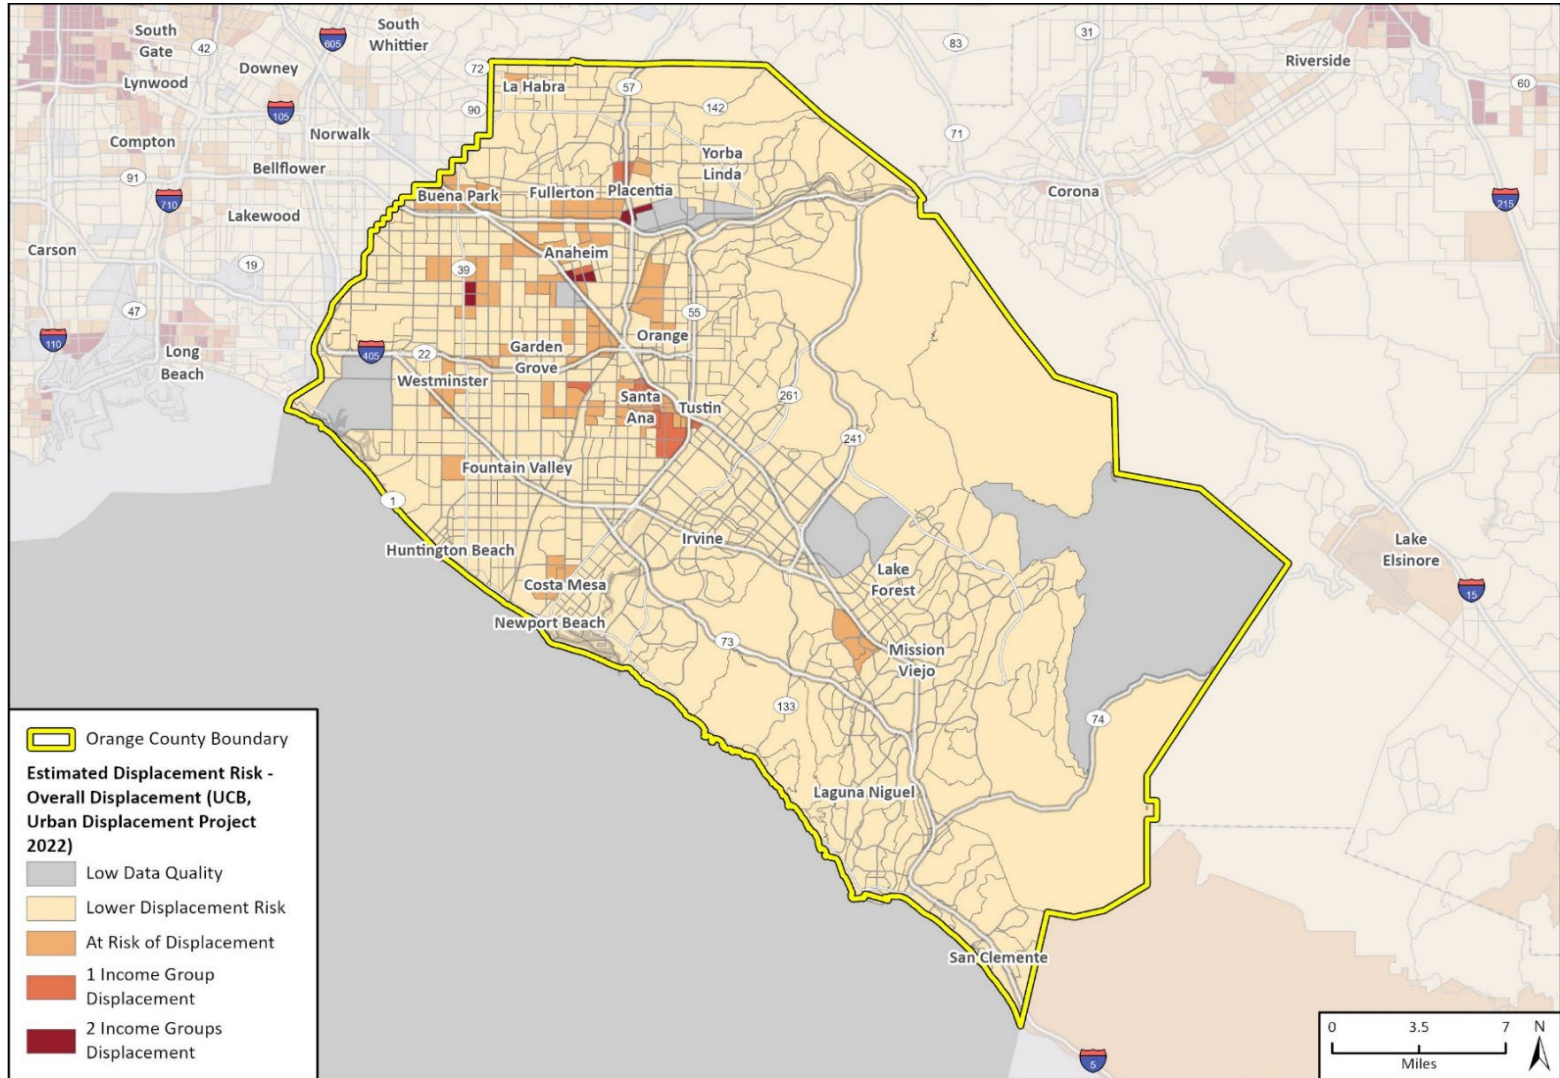 South
Gate
42
605
South
Whittier
83
31
Riverside
Downey
72
Lynwood
La Habra
57
60
105
90
142
Norwalk
71
Compton
Bellflower
Yorba
Linda
91
710
Buena Park
Fullerton
Placentia
Corona
215
Lakewood
Carson
19
39
Anaheim
47
55
110
Long
Beach
405
22
Garden
Grove
Orange
Westminster
261
Santa
Ana
Tustin
241
Fountain Valley
1
Huntington Beach
Irvine
Lake
Elsinore
Costa Mesa
Lake
Forest
15
Newport Beach
73
Mission
Viejo
133
74
Laguna Niguel
San Clemente
5
Orange County Boundary
Estimated Displacement Risk -
Overall Displacement (UCB,
Urban Displacement Project
2022)
Low Data Quality
Lower Displacement Risk
At Risk of Displacement
1 Income Group
Displacement
2 Income Groups
Displacement
0 3.5 7
Miles
N